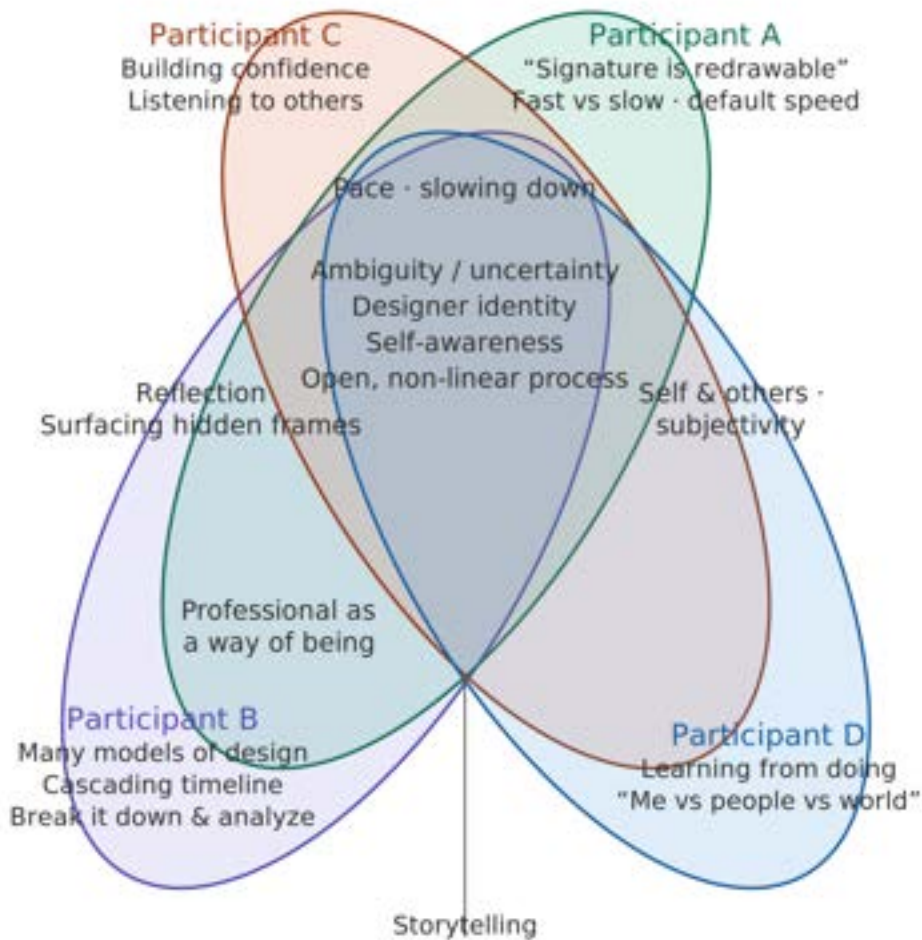 Participant C
Building confidence
Listening to others
Participant A
“Signature is redrawable”
Fast vs slow · default speed
Pace · slowing down
Ambiguity / uncertainty
Designer identity
Self-awareness
Open, non-linear process
Reflection
Surfacing hidden frames
Self & others ·
subjectivity
Professional as
a way of being
Participant B
Many models of design
Cascading timeline
Break it down & analyze
Participant D
Learning from doing
“Me vs people vs world”
Storytelling